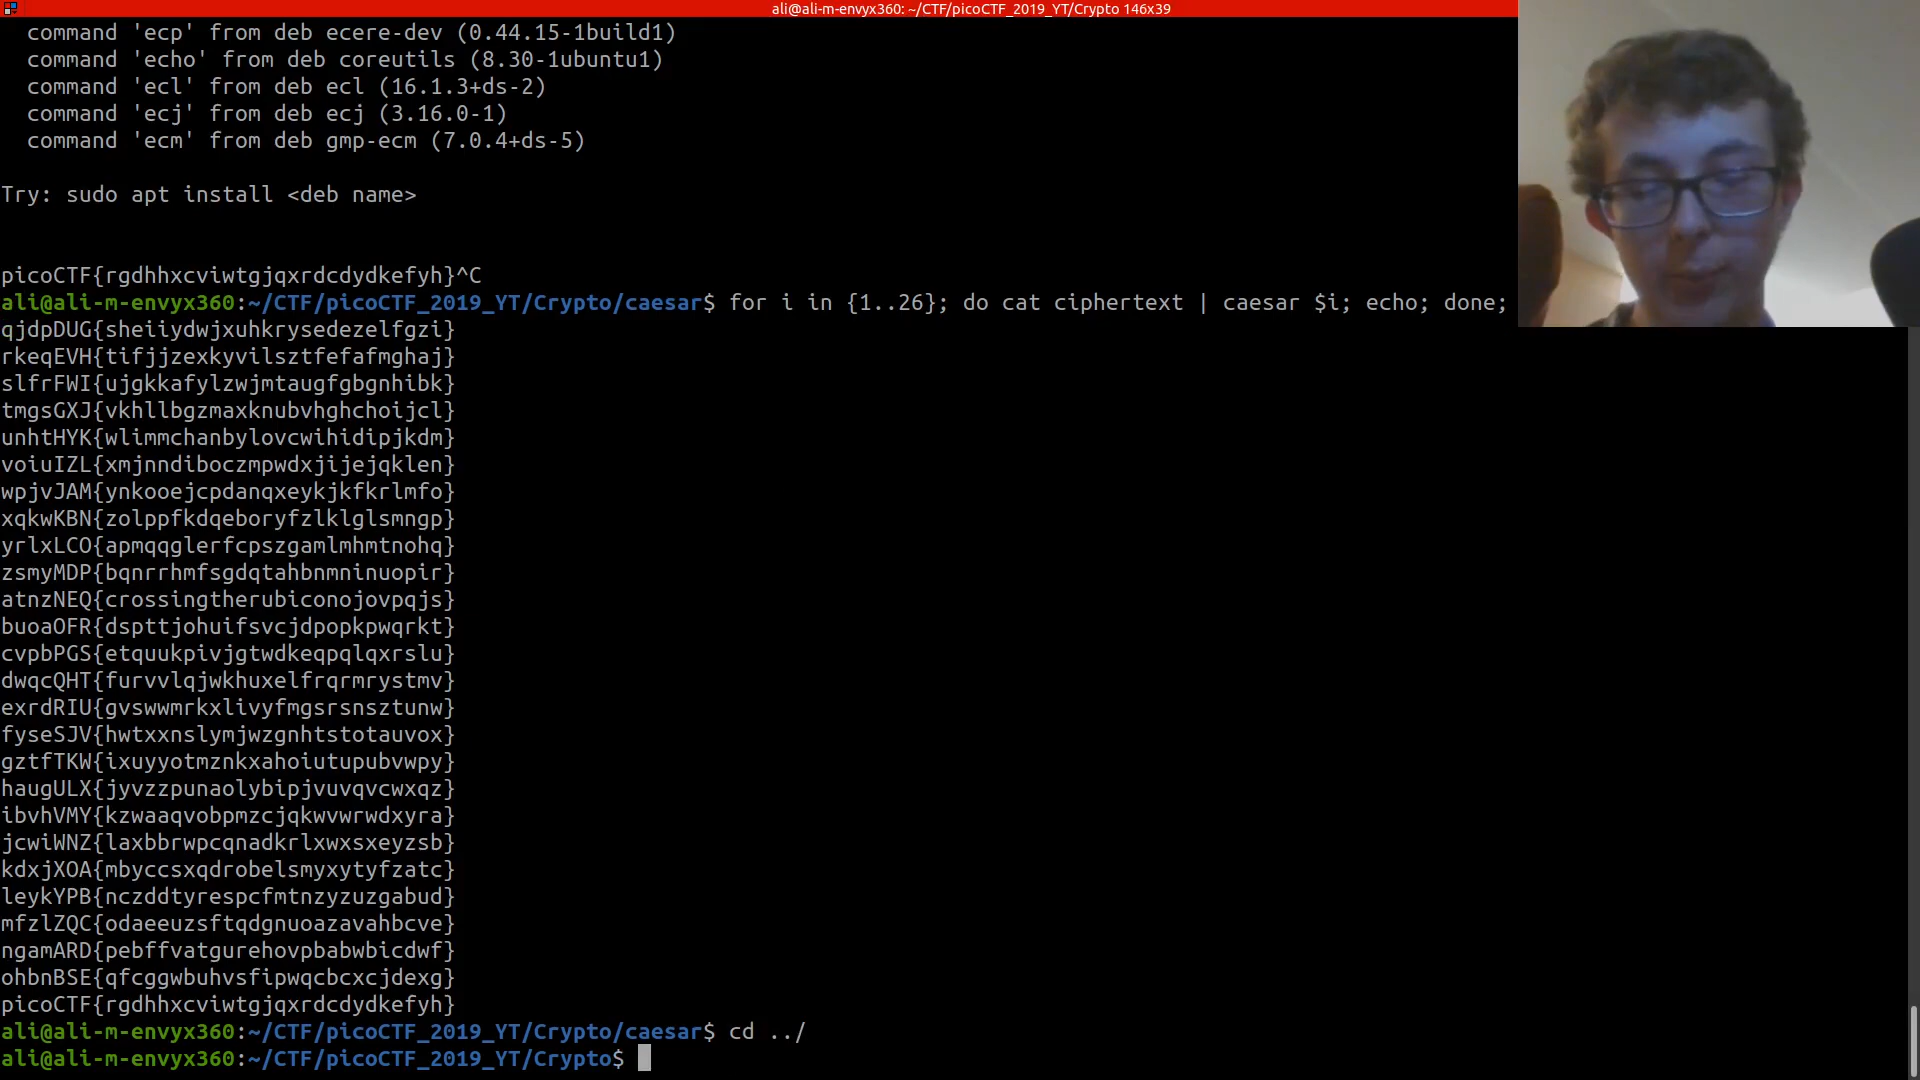 ali@ali-m-envyx360: ~/CTF/picoCTF_2019_YT/Crypto 146x39
command 'ecp' from deb ecere-dev (0.44.15-1build1)
command 'echo' from deb coreutils (8.30-1ubuntu1)
command 'ecl' from deb ecl (16.1.3+ds-2)
command 'ecj' from deb ecj (3.16.0-1)
command 'ecm' from deb gmp-ecm (7.0.4+ds-5)
Try: sudo apt install <deb name>
picoCTF{rgdhhxcviwtgjqxrdcdydkefyh}^C
ali@ali-m-envyx360:~/CTF/picoCTF_2019_YT/Crypto/caesar$ for i in {1..26}; do cat ciphertext | caesar $i; echo; done;
qjdpDUG{sheiiydwjxuhkrysedezelfgzi}
rkeqEVH{tifjjzexkyvilsztfefafmghaj}
slfrFWI{ujgkkafylzwjmtaugfgbgnhibk}
tmgsGXJ{vkhllbgzmaxknubvhghchoijcl}
unhtHYK{wlimmchanbylovcwihidipjkdm}
voiuIZL{xmjnndiboczmpwdxjijejqklen}
wpjvJAM{ynkooejcpdanqxeykjkfkrlmfo}
xqkwKBN{zolppfkdqeboryfzlklglsmngp}
yrlxLCO{apmqqglerfcpszgamlmhmtnohq}
zsmyMDP{bqnrrhmfsgdqtahbnmninuopir}
atnzNEQ{crossingtherubiconojovpqjs}
buoaOFR{dspttjohuifsvcjdpopkpwqrkt}
cvpbPGS{etquukpivjgtwdkeqpqlqxrslu}
dwqcQHT{furvvlqjwkhuxelfrqrmrystmv}
exrdRIU{gvswwmrkxlivyfmgsrsnsztunw}
fyseSJV{hwtxxnslymjwzgnhtstotauvox}
gztfTKW{ixuyyotmznkxahoiutupubvwpy}
haugULX{jyvzzpunaolybipjvuvqvcwxqz}
ibvhVMY{kzwaaqvobpmzcjqkwvwrwdxyra}
jcwiWNZ{laxbbrwpcqnadkrlxwxsxeyzsb}
kdxjXOA{mbyccsxqdrobelsmyxytyfzatc}
leykYPB{nczddtyrespcfmtnzyzuzgabud}
mfzlZQC{odaeeuzsftqdgnuoazavahbcve}
ngamARD{pebffvatgurehovpbabwbicdwf}
ohbnBSE{qfcggwbuhvsfipwqcbcxcjdexg}
picoCTF{rgdhhxcviwtgjqxrdcdydkefyh}
ali@ali-m-envyx360:~/CTF/picoCTF_2019_YT/Crypto/caesar$ cd ../
ali@ali-m-envyx360:~/CTF/picoCTF_2019_YT/Crypto$